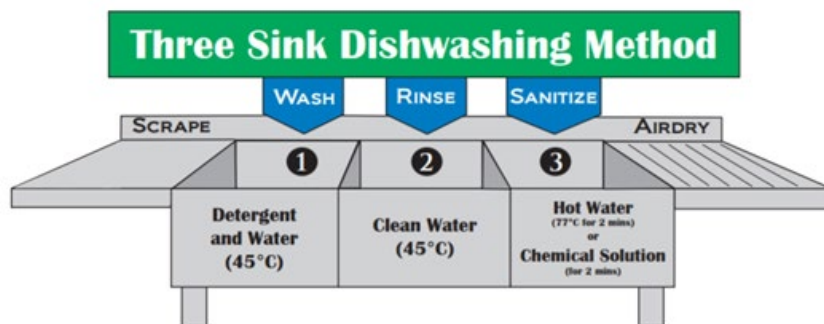 Three Sink Dishwashing Method
WASH
RINSE
SANITIZE
SCRAPE
AIRDRY
1
2
3
Detergent
and Water
(45°C)
Clean Water
(45°C)
Hot Water
(77°C for 2 mins)
or
Chemical Solution
(for 2 mins)